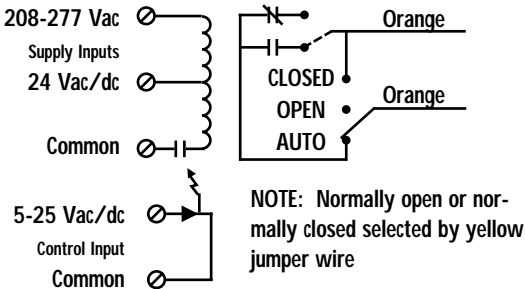 208-277 Vac
Supply Inputs
24 Vac/dc
Common
5-25 Vac/dc
Control Input
Common
Orange
CLOSED
OPEN
Orange
AUTO
NOTE: Normally open or nor-
mally closed selected by yellow
jumper wire